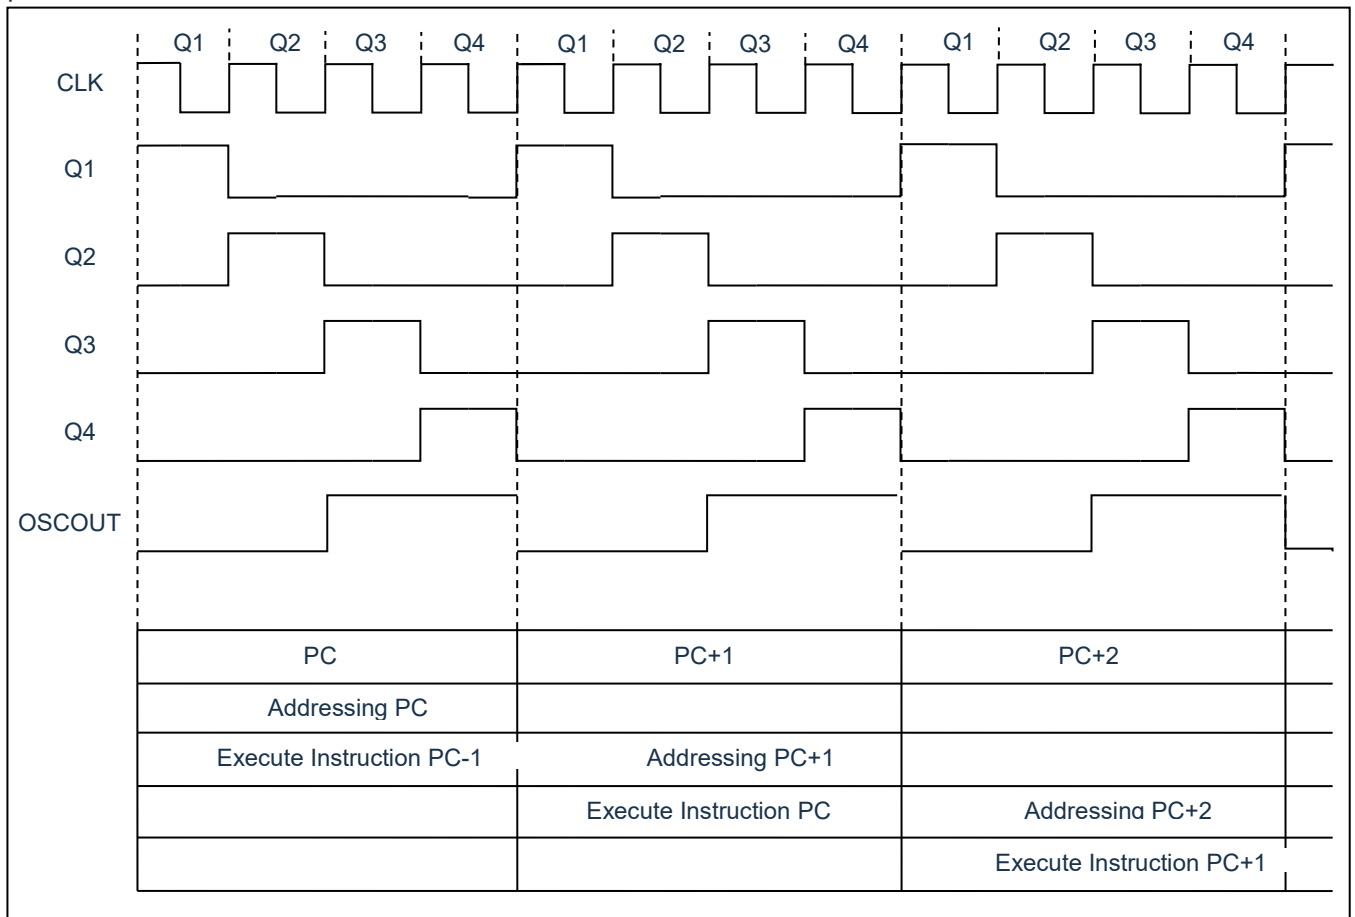 Q1 Q2 Q3 Q4 Q1 Q2 Q3 Q4 Q1 Q2 Q3 Q4
CLK
Q1
Q2
Q3
Q4
OSCOUT
PC PC+1 PC+2
Addressing PC
Execute Instruction PC-1 Addressing PC+1
Execute Instruction PC Addressing PC+2
Execute Instruction PC+1